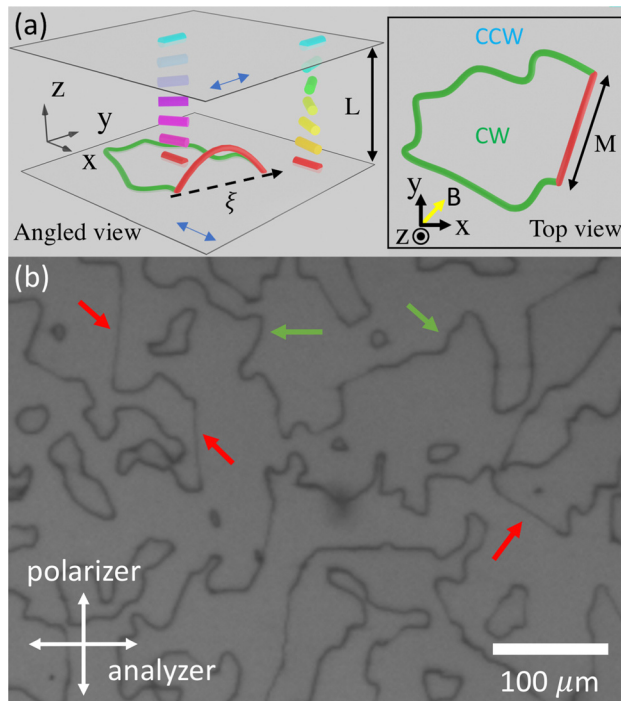 (a)
CCW
CW
z
y
x
L
M
ξ
y
B
z
x
Angled view
Top view
(b)
polarizer
analyzer
100 μm